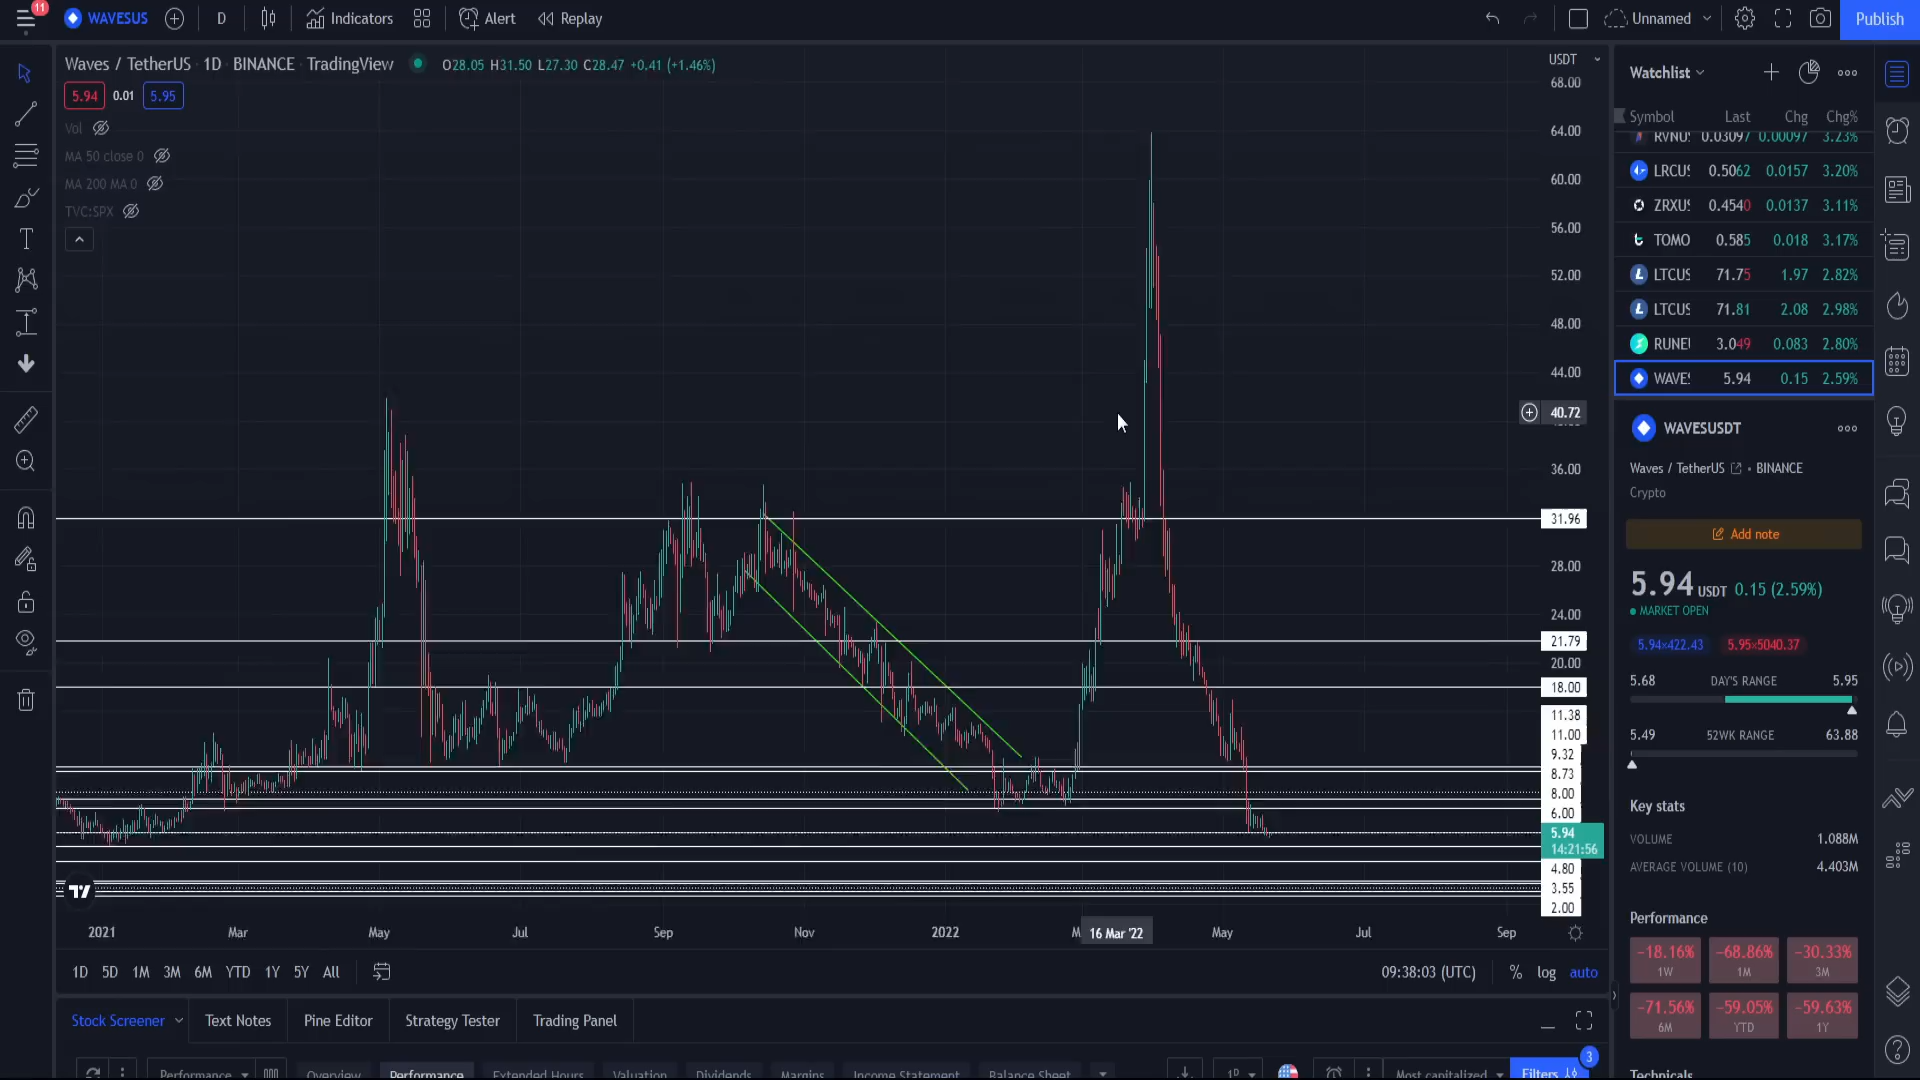 11
WAVESUS
D
Indicators
Alert
Replay
Unnamed
Publish
Waves / TetherUS 1D BINANCE TradingView
O28.05 H31.50 L27.30 C28.47 +0.41 (+1.46%)
5.94 0.01 5.95
Vol
MA 50 close 0
MA 200 MA 0
TVC:SPX
USDT
68.00
64.00
60.00
56.00
52.00
48.00
44.00
40.72
36.00
31.96
28.00
24.00
21.79
20.00
18.00
11.38
11.00
9.32
8.73
8.00
6.00
5.94
14:21:56
4.80
3.55
2.00
2021 Mar May Jul Sep Nov 2022 M 16 Mar '22 May Jul Sep
1D 5D 1M 3M 6M YTD 1Y 5Y All
09:38:03 (UTC) % log auto
Stock Screener Text Notes Pine Editor Strategy Tester Trading Panel
Performance Overview Performance Extended Hours Valuation Dividends Margins Income Statement Balance Sheet 1D Most capitalized Filters 3
Watchlist
Symbol Last Chg Chg%
RVNU 0.03097 0.00097 3.23%
LRCUS 0.5062 0.0157 3.20%
ZRXUS 0.4540 0.0137 3.11%
TOMO 0.585 0.018 3.17%
LTCUS 71.75 1.97 2.82%
LTCUS 71.81 2.08 2.98%
RUNEU 3.049 0.083 2.80%
WAVES 5.94 0.15 2.59%
WAVESUSDT
Waves / TetherUS • BINANCE
Crypto
Add note
5.94 USDT 0.15 (2.59%)
MARKET OPEN
5.94×422.43 5.95×5040.37
5.68 DAY'S RANGE 5.95
5.49 52WK RANGE 63.88
Key stats
VOLUME 1.088M
AVERAGE VOLUME (10) 4.403M
Performance
-18.16% -68.86% -30.33%
1W 1M 3M
-71.56% -59.05% -59.63%
6M YTD 1Y
Technicals